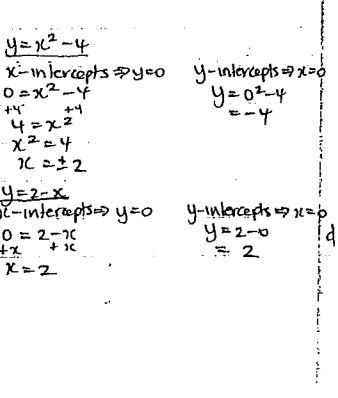 y=x²-4
x-intercepts ⇒ y=0
0=x²-4
+4 +4
4=x²
x²=4
x=±2
y-intercepts ⇒ x=0
y=0²-4
=-4
y=2-x
x-intercepts ⇒ y=0
0=2-x
+x +x
x=2
y-intercepts ⇒ x=0
y=2-0
=2
d